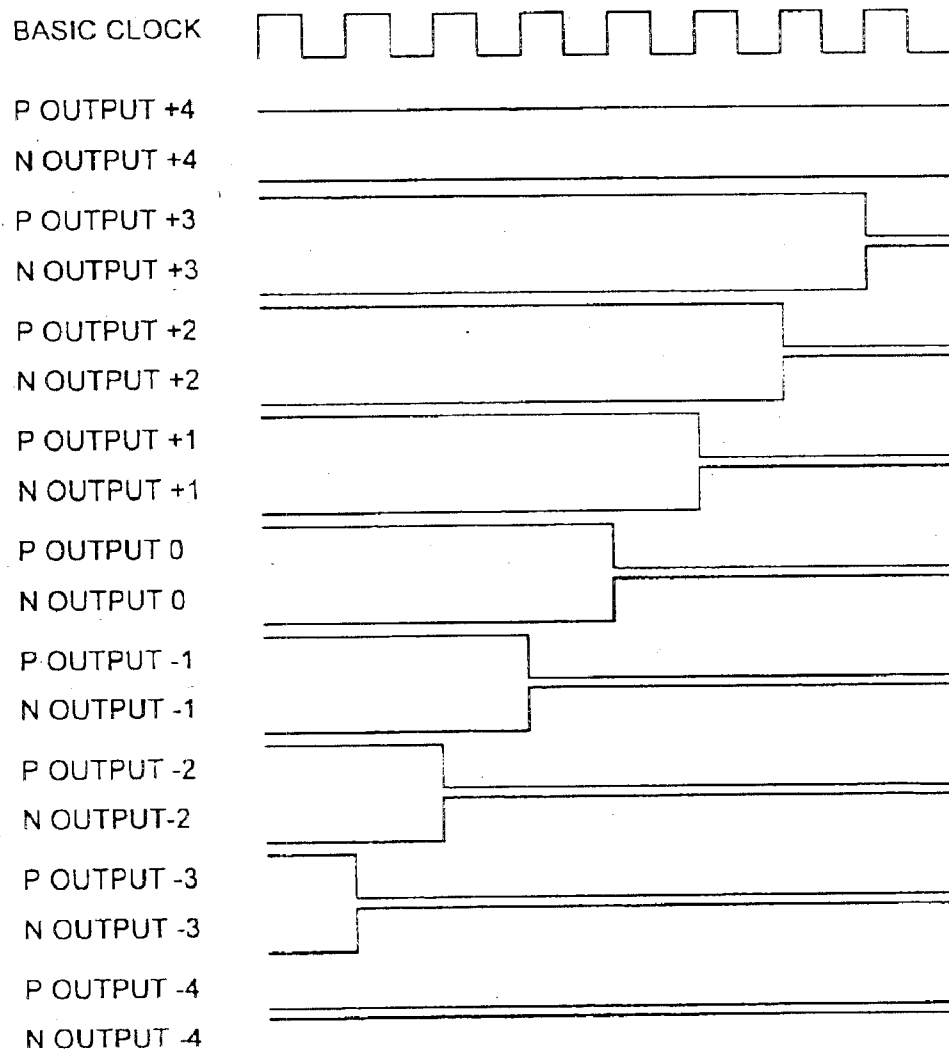 BASIC CLOCK
P OUTPUT +4
N OUTPUT +4
P OUTPUT +3
N OUTPUT +3
P OUTPUT +2
N OUTPUT +2
P OUTPUT +1
N OUTPUT +1
P OUTPUT 0
N OUTPUT 0
P OUTPUT -1
N OUTPUT -1
P OUTPUT -2
N OUTPUT-2
P OUTPUT -3
N OUTPUT -3
P OUTPUT -4
N OUTPUT -4